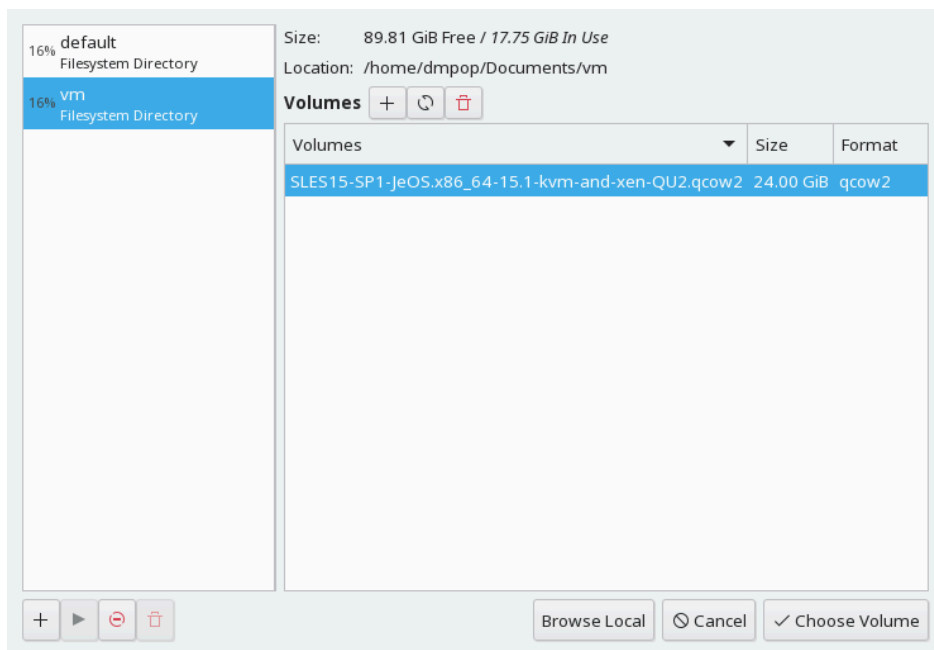 16% default
Filesystem Directory
16% vm
Filesystem Directory
Size: 89.81 GiB Free / 17.75 GiB In Use
Location: /home/dmpop/Documents/vm
Volumes
Volumes Size Format
SLES15-SP1-JeOS.x86_64-15.1-kvm-and-xen-QU2.qcow2 24.00 GiB qcow2
Browse Local Cancel Choose Volume